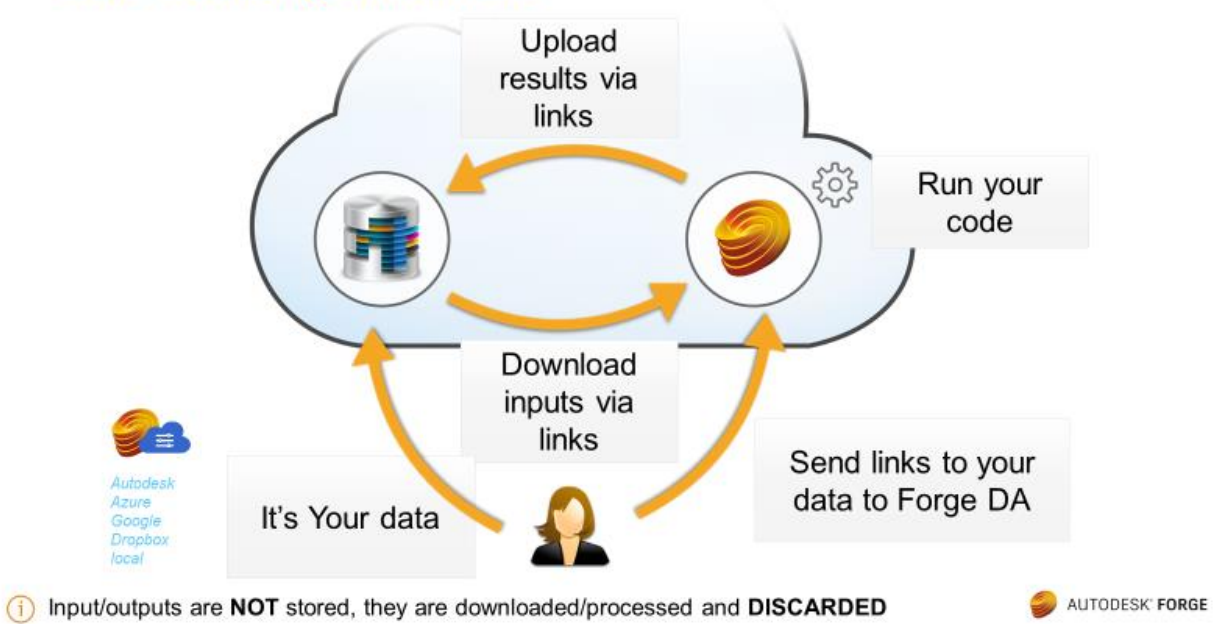 Upload
results via
links
Run your
code
Download
inputs via
links
Autodesk
Azure
Google
Dropbox
local
It's Your data
Send links to your
data to Forge DA
Input/outputs are NOT stored, they are downloaded/processed and DISCARDED
AUTODESK® FORGE